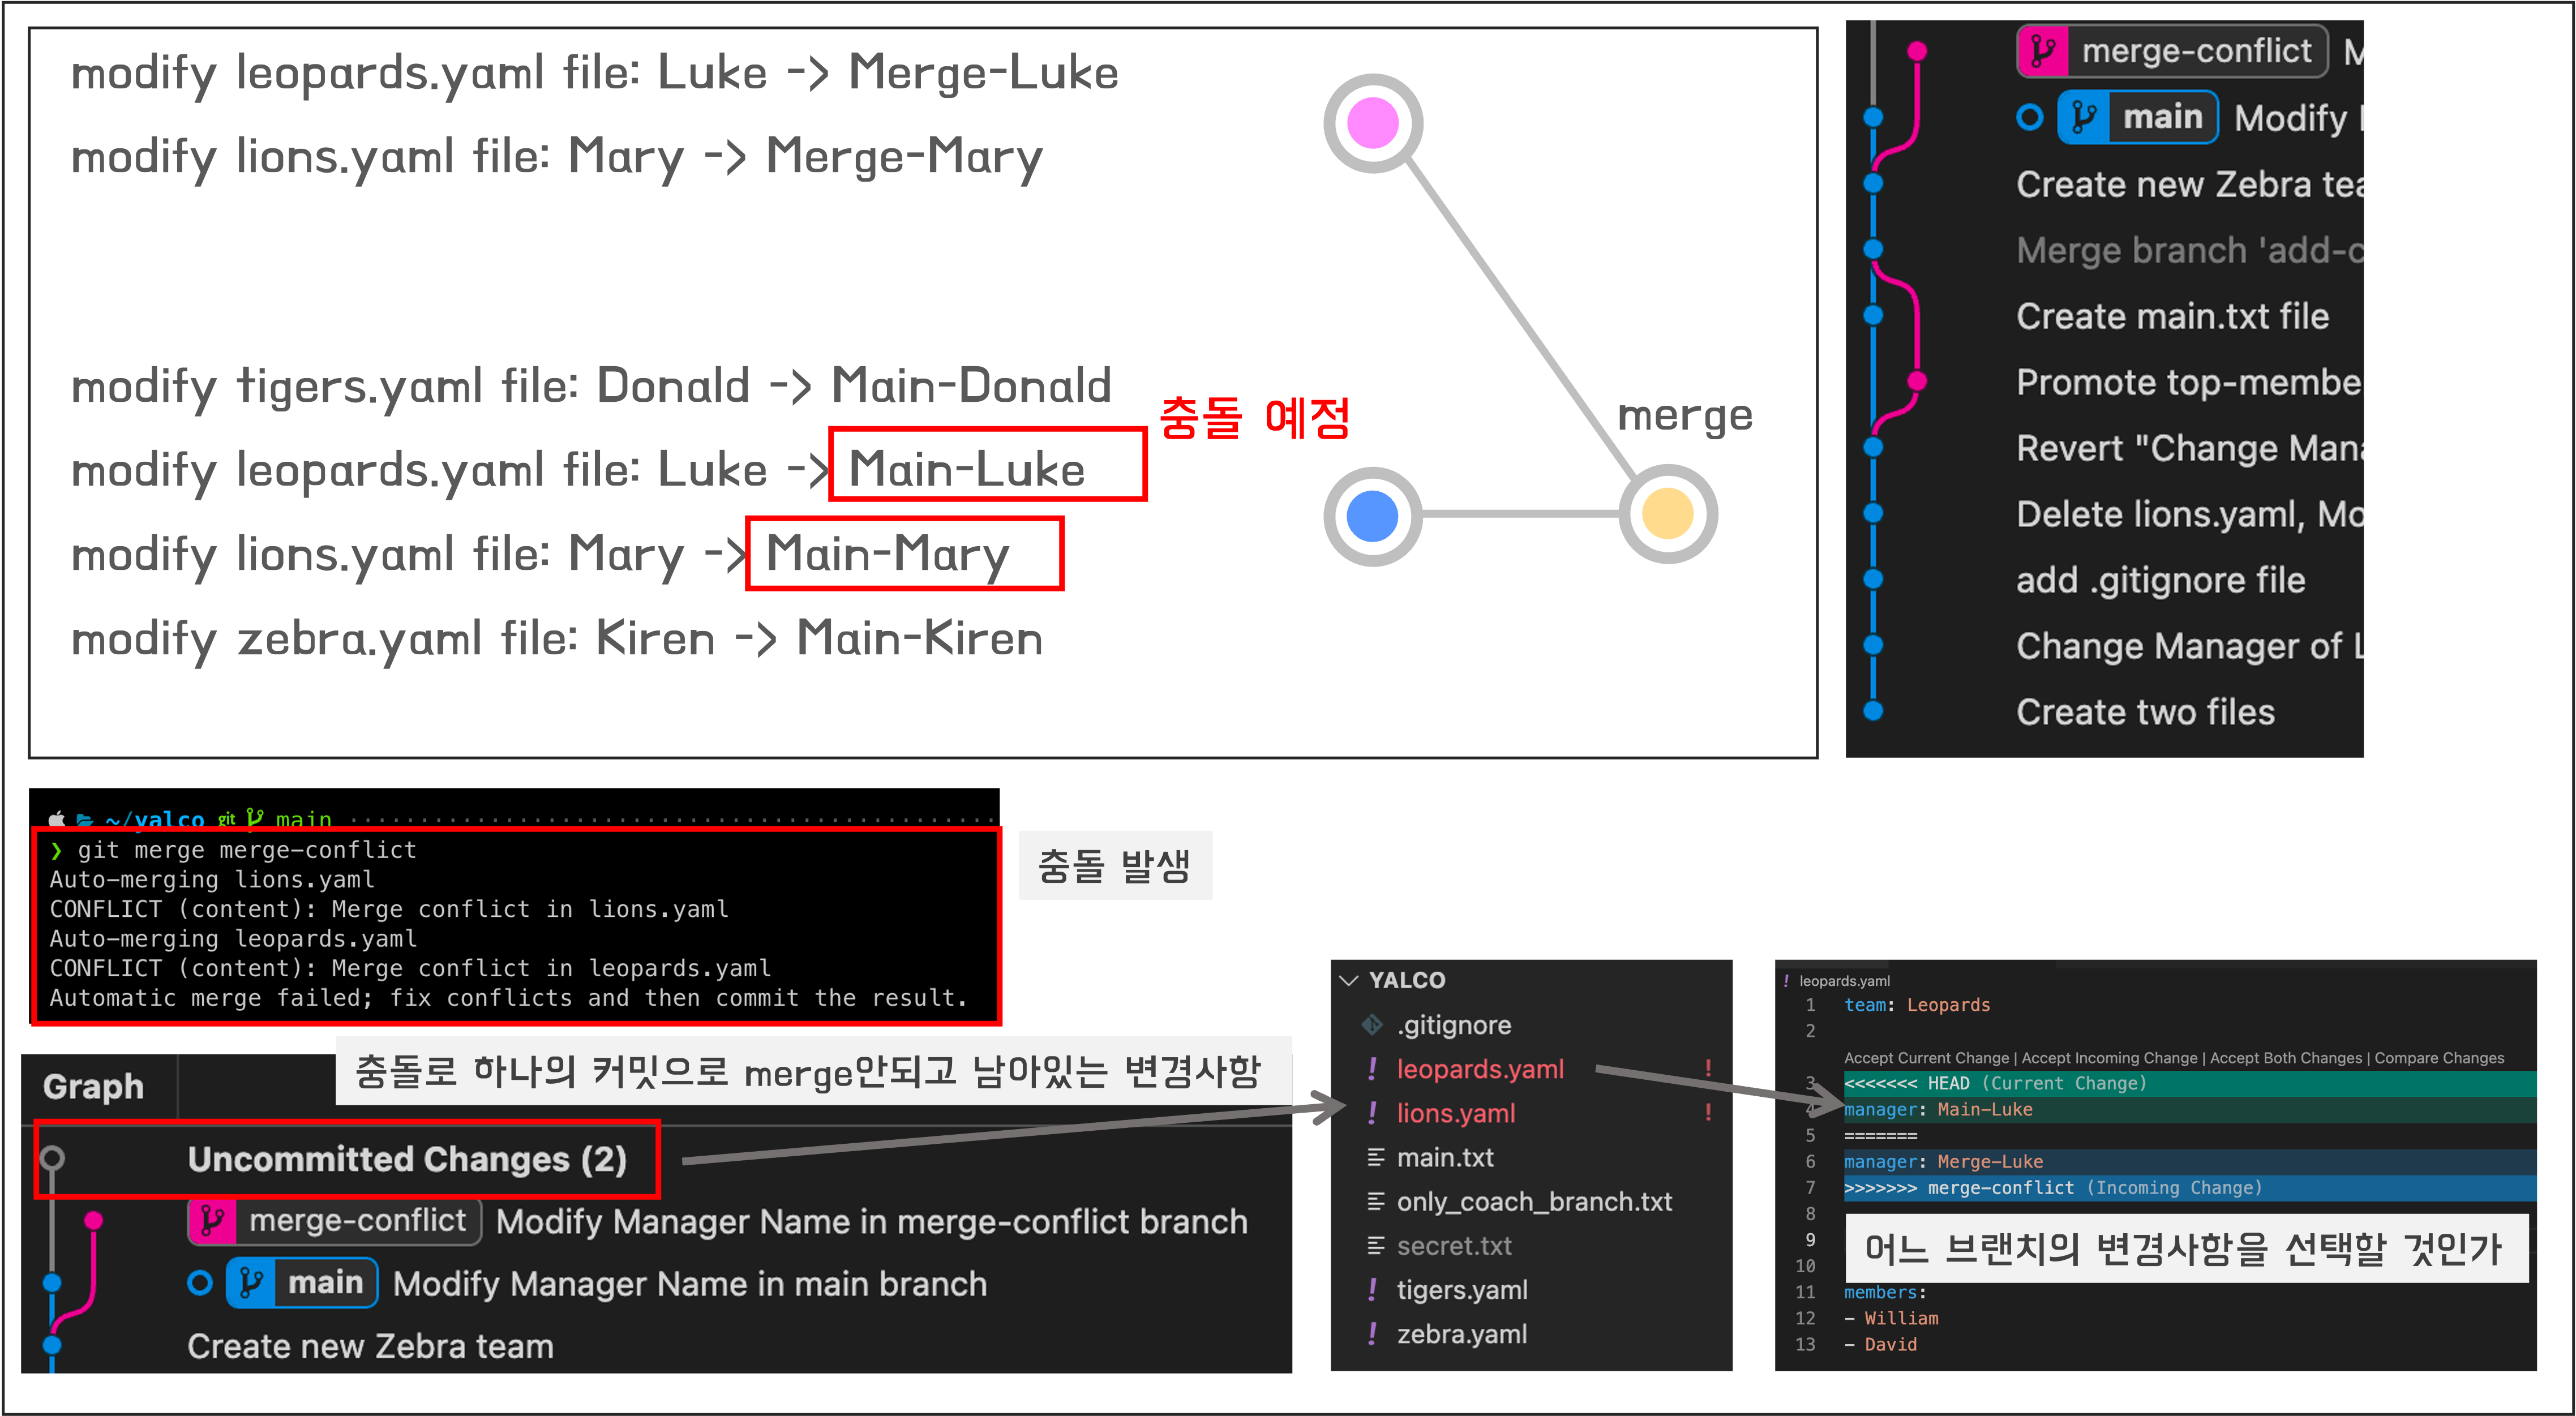 modify leopards.yaml file: Luke -> Merge-Luke
modify lions.yaml file: Mary -> Merge-Mary
modify tigers.yaml file: Donald -> Main-Donald
충돌 예정
modify leopards.yaml file: Luke -> Main-Luke
modify lions.yaml file: Mary -> Main-Mary
modify zebra.yaml file: Kiren -> Main-Kiren
merge
merge-conflict M
main Modify
Create new Zebra tea
Merge branch 'add-c
Create main.txt file
Promote top-membe
Revert "Change Mana
Delete lions.yaml, Mo
add .gitignore file
Change Manager of L
Create two files
~/yalco git main
❯ git merge merge-conflict
Auto-merging lions.yaml
CONFLICT (content): Merge conflict in lions.yaml
Auto-merging leopards.yaml
CONFLICT (content): Merge conflict in leopards.yaml
Automatic merge failed; fix conflicts and then commit the result.
충돌 발생
충돌로 하나의 커밋으로 merge안되고 남아있는 변경사항
Graph
Uncommitted Changes (2)
merge-conflict Modify Manager Name in merge-conflict branch
main Modify Manager Name in main branch
Create new Zebra team
YALCO
.gitignore
! leopards.yaml !
! lions.yaml !
main.txt
only_coach_branch.txt
secret.txt
! tigers.yaml
! zebra.yaml
! leopards.yaml
1 team: Leopards
2
Accept Current Change | Accept Incoming Change | Accept Both Changes | Compare Changes
3 <<<<<<< HEAD (Current Change)
4 manager: Main-Luke
5 =======
6 manager: Merge-Luke
7 >>>>>>> merge-conflict (Incoming Change)
8
9
10
어느 브랜치의 변경사항을 선택할 것인가
11 members:
12 - William
13 - David